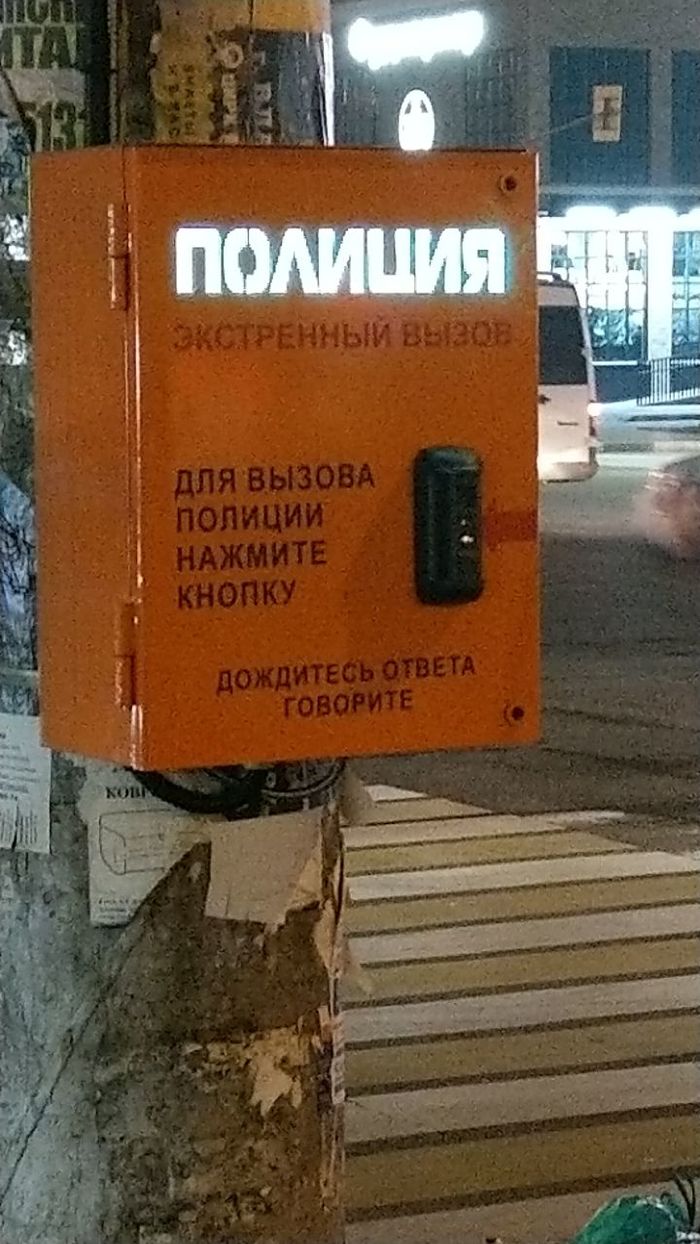 ПОЛИЦИЯ
ЭКСТРЕННЫЙ ВЫЗОВ
ДЛЯ ВЫЗОВА
ПОЛИЦИИ
НАЖМИТЕ
КНОПКУ
ДОЖДИТЕСЬ ОТВЕТА
ГОВОРИТЕ